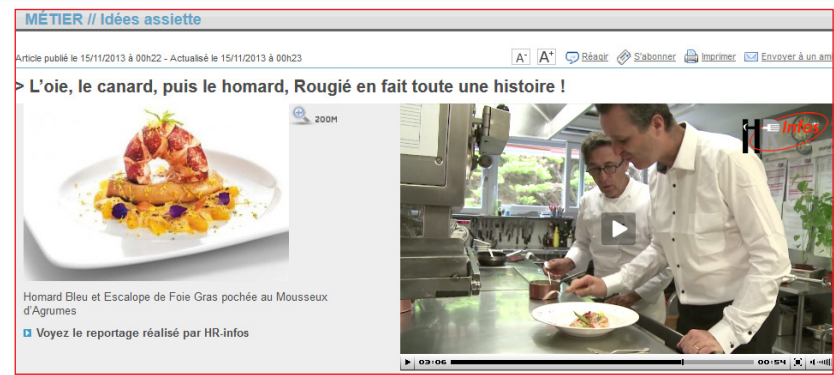 MÉTIER // Idées assiette
Article publié le 15/11/2013 à 00h22 - Actualisé le 15/11/2013 à 00h23
A- A+ Réagir S'abonner Imprimer Envoyer à un am
> L'oie, le canard, puis le homard, Rougié en fait toute une histoire !
ZOOM
H-Infos
Homard Bleu et Escalope de Foie Gras pochée au Mousseux
d'Agrumes
Voyez le reportage réalisé par HR-infos
03:06 00:54